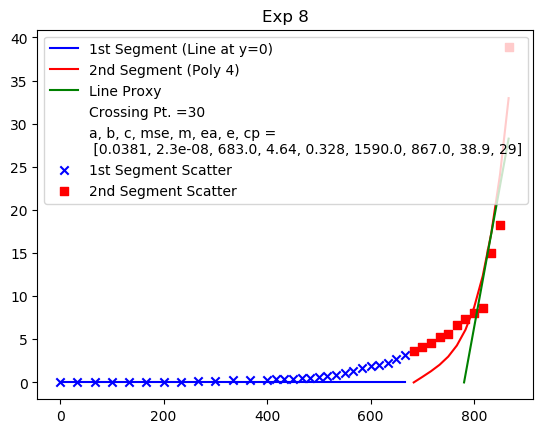 Exp 8
1st Segment (Line at y=0)
2nd Segment (Poly 4)
Line Proxy
Crossing Pt. =30
a, b, c, mse, m, ea, e, cp =
[0.0381, 2.3e-08, 683.0, 4.64, 0.328, 1590.0, 867.0, 38.9, 29]
1st Segment Scatter
2nd Segment Scatter
40
35
30
25
20
15
10
5
0
0 200 400 600 800